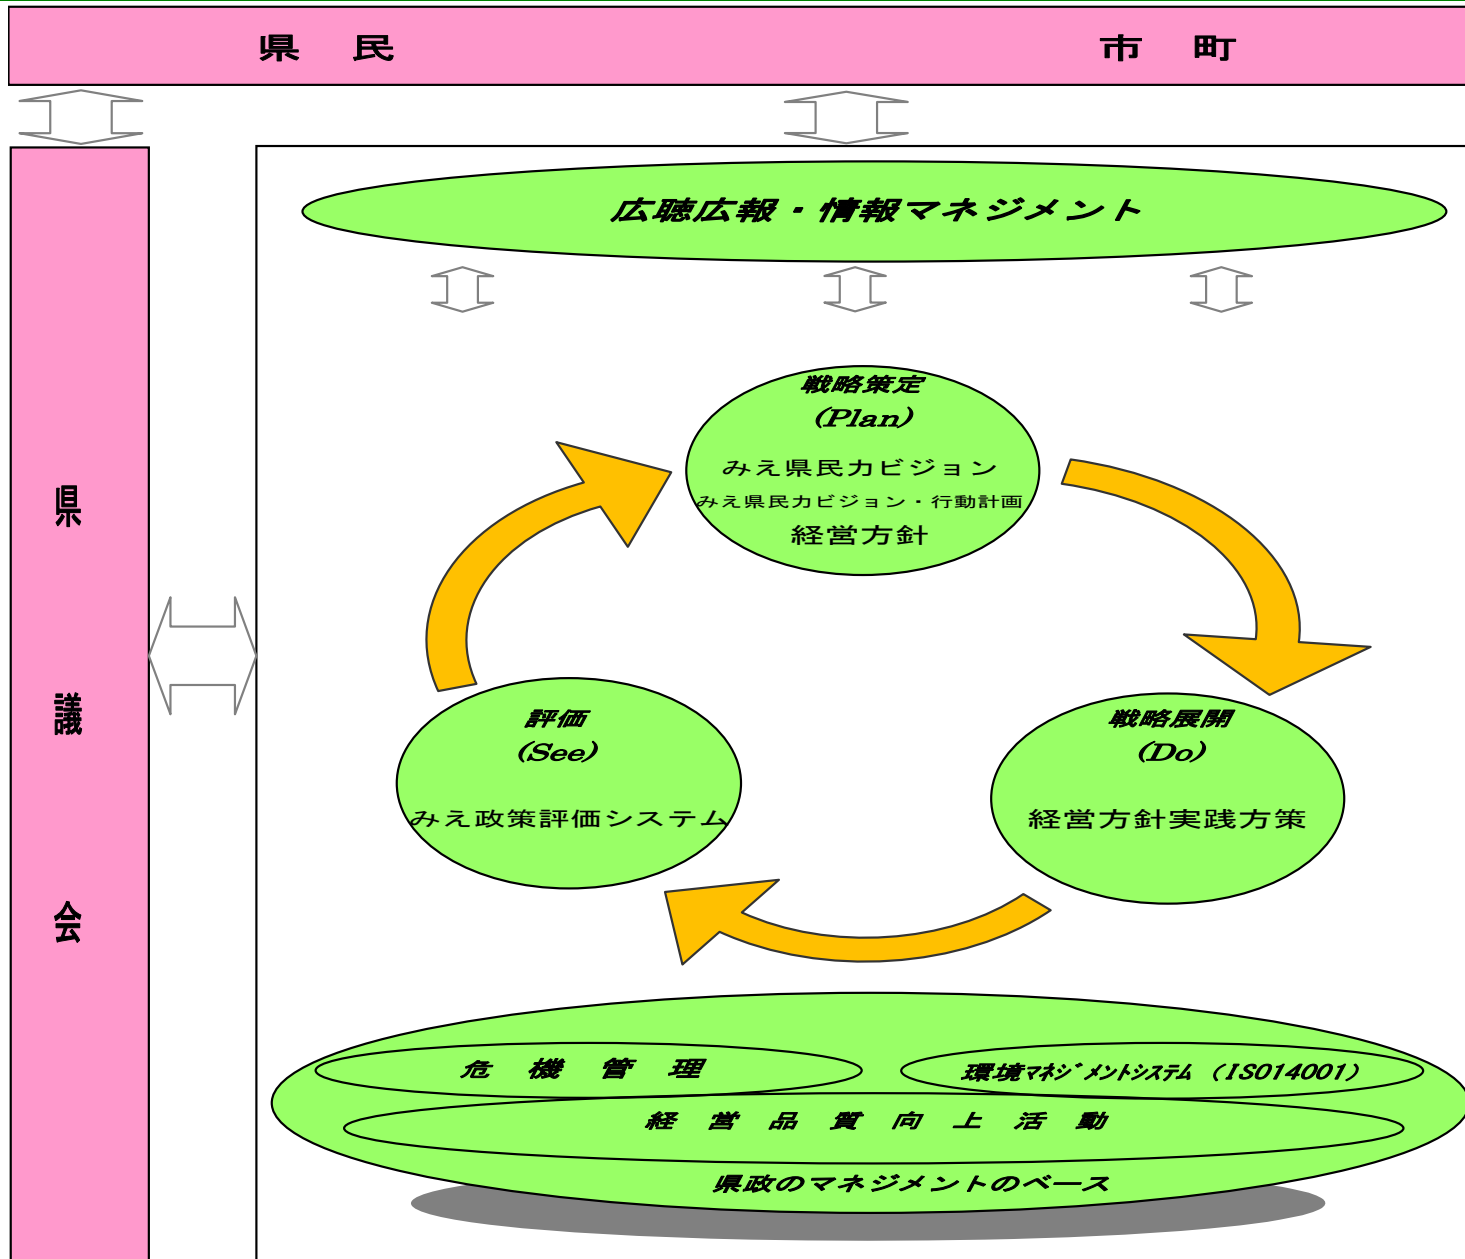 県　民
市　町
県議会
広聴広報・情報マネジメント
戦略策定
(Plan)
みえ県民力ビジョン
みえ県民力ビジョン・行動計画
経営方針
評価
(See)
みえ政策評価システム
戦略展開
(Do)
経営方針実践方策
危　機　管　理
環境ﾏﾈｼﾞﾒﾝﾄｼｽﾃﾑ（ISO14001）
経　営　品　質　向　上　活　動
県政のマネジメントのベース